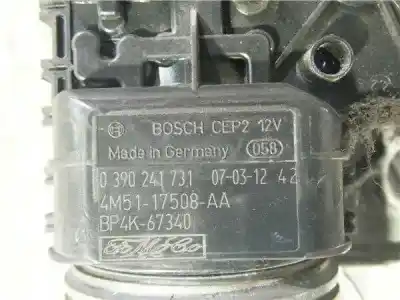 BOSCH CEP2 12V
Made in Germany 058
0 390 241 731 07-03-12 42
4M51-17508-AA
BP4K-67340